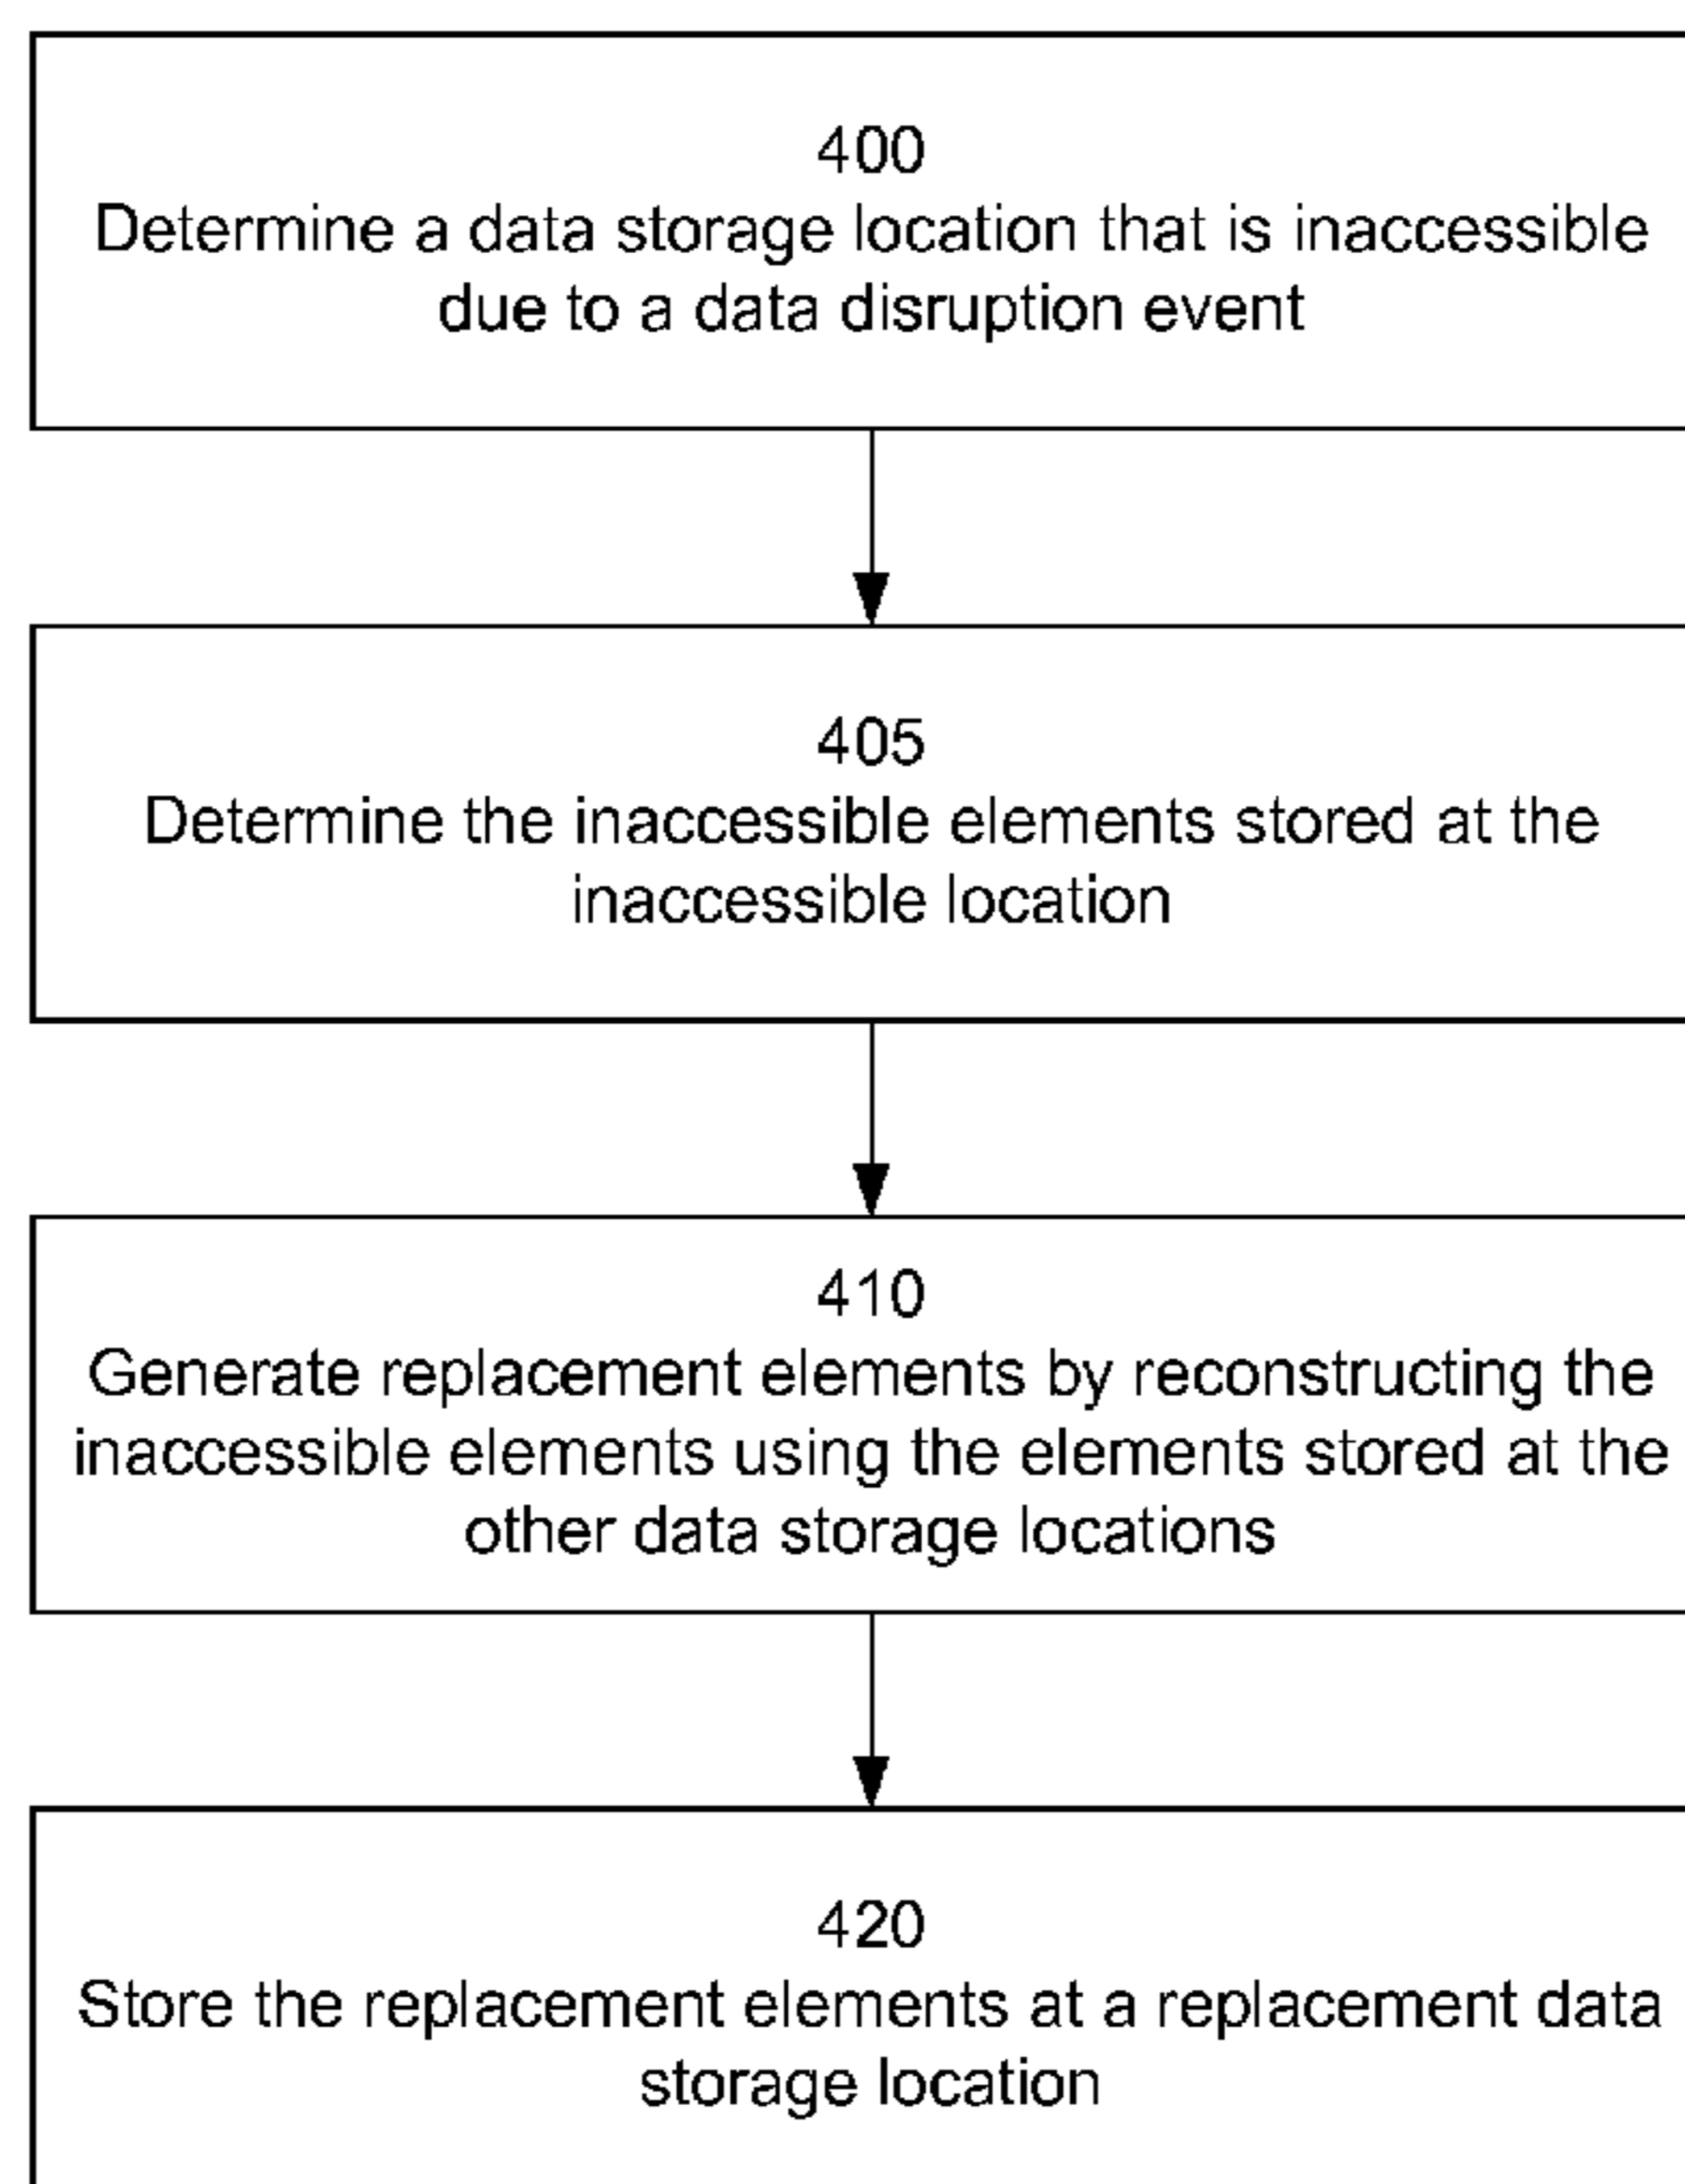 400
Determine a data storage location that is inaccessible
due to a data disruption event
405
Determine the inaccessible elements stored at the
inaccessible location
410
Generate replacement elements by reconstructing the
inaccessible elements using the elements stored at the
other data storage locations
420
Store the replacement elements at a replacement data
storage location